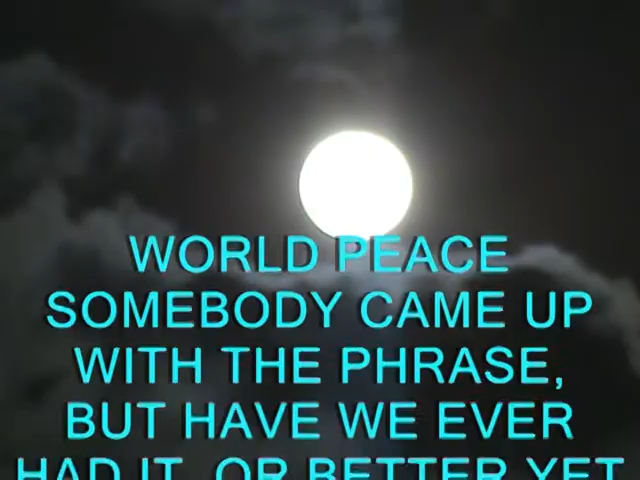 WORLD PEACE
SOMEBODY CAME UP
WITH THE PHRASE,
BUT HAVE WE EVER
HAD IT, OR BETTER YET